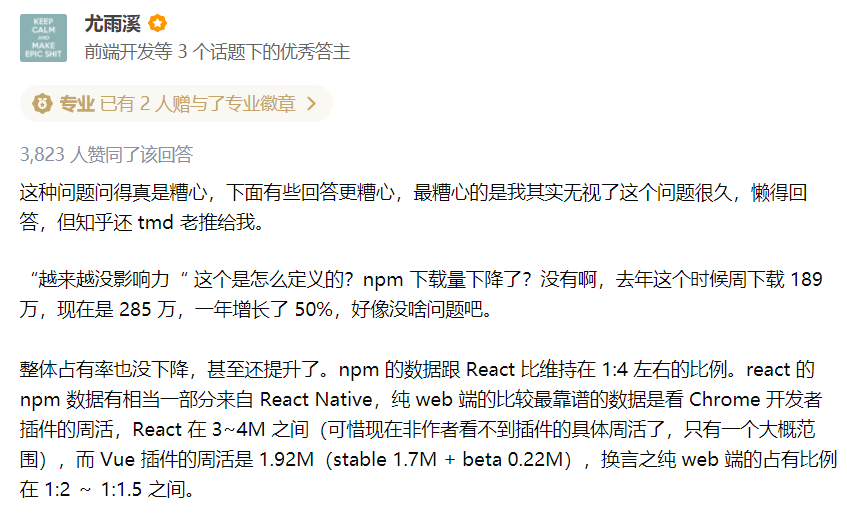 KEEP
CALM
AND
MAKE
EPIC SHIT
尤雨溪
前端开发等 3 个话题下的优秀答主
专业 已有 2 人赠与了专业徽章
3,823 人赞同了该回答
这种问题问得真是糟心，下面有些回答更糟心，最糟心的是我其实无视了这个问题很久，懒得回
答，但知乎还 tmd 老推给我。
“越来越没影响力“ 这个是怎么定义的？npm 下载量下降了？没有啊，去年这个时候周下载 189
万，现在是 285 万，一年增长了 50%，好像没啥问题吧。
整体占有率也没下降，甚至还提升了。npm 的数据跟 React 比维持在 1:4 左右的比例。react 的
npm 数据有相当一部分来自 React Native，纯 web 端的比较最靠谱的数据是看 Chrome 开发者
插件的周活，React 在 3~4M 之间（可惜现在非作者看不到插件的具体周活了，只有一个大概范
围），而 Vue 插件的周活是 1.92M（stable 1.7M + beta 0.22M），换言之纯 web 端的占有比例
在 1:2 ～ 1:1.5 之间。